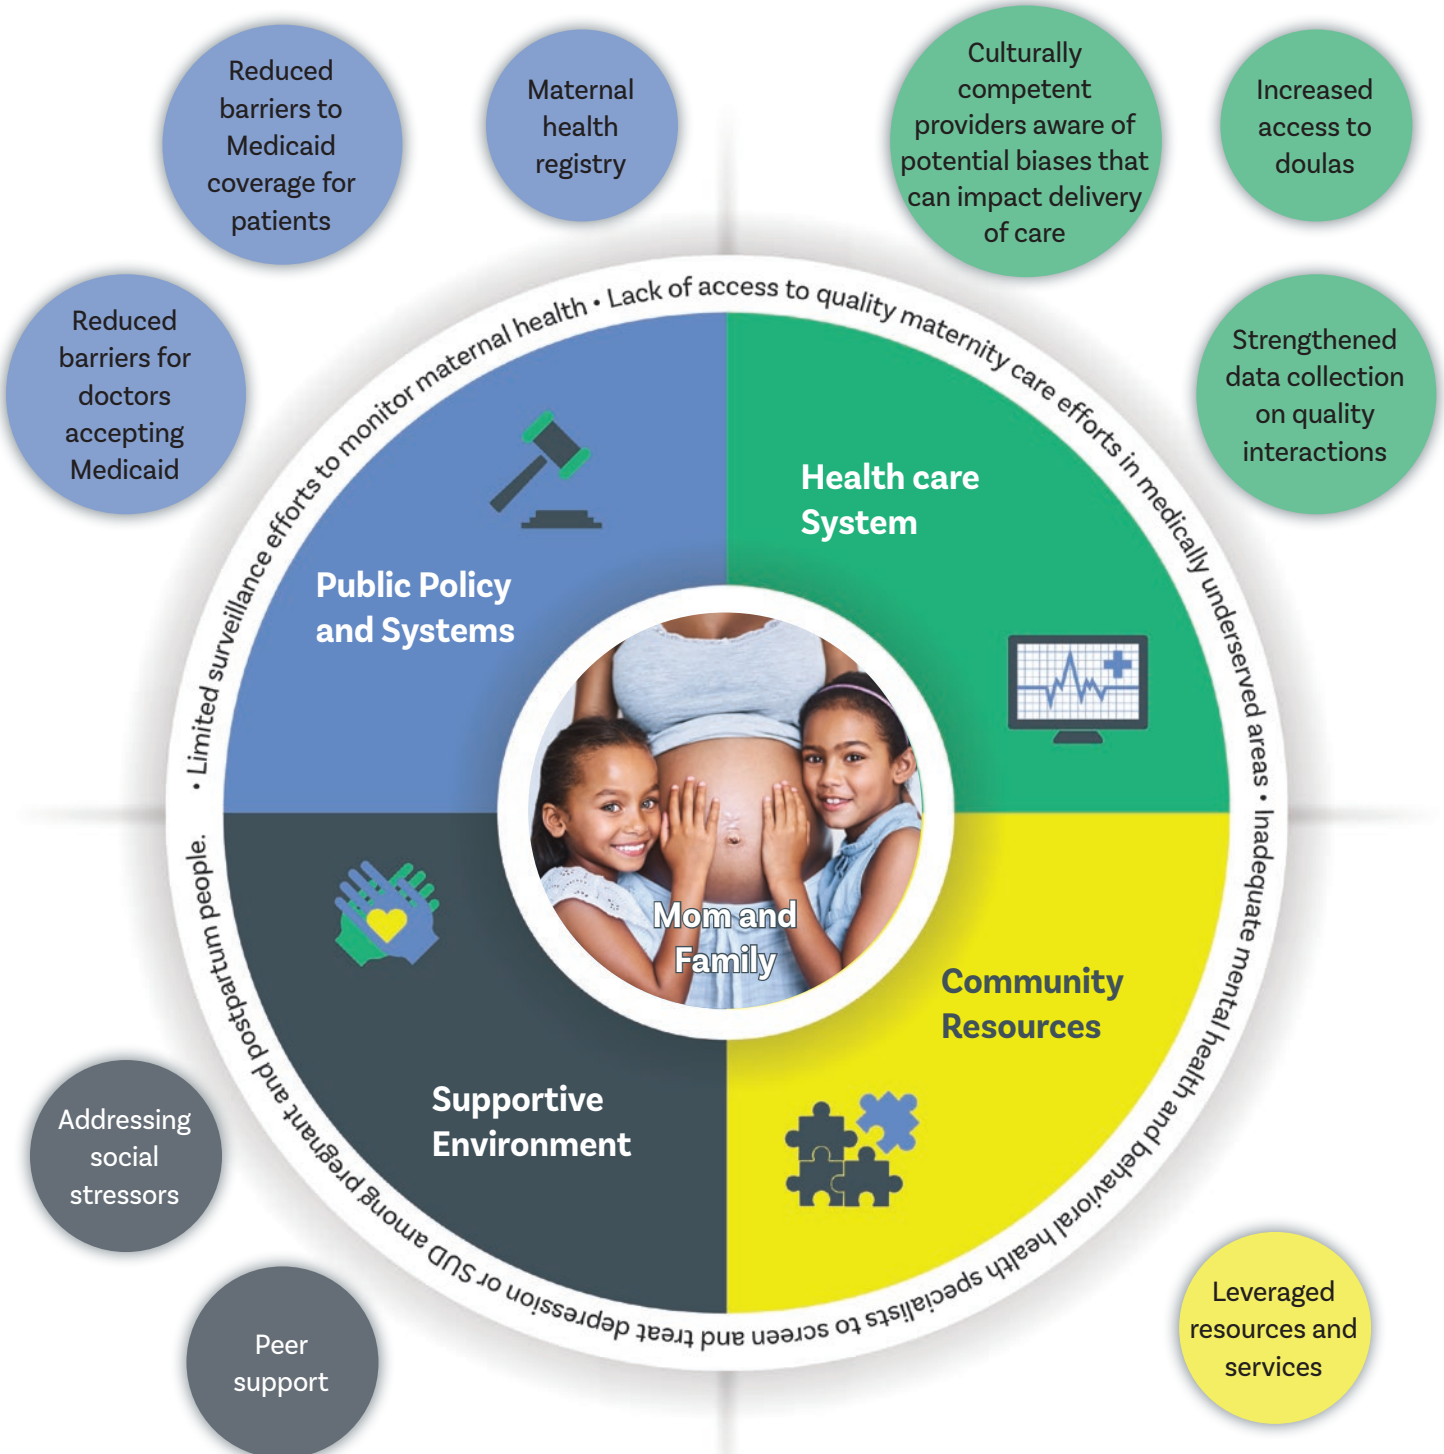 Reduced
barriers to
Medicaid
coverage for
patients
Maternal
health
registry
Culturally
competent
providers aware of
potential biases that
can impact delivery
of care
Increased
access to
doulas
Reduced
barriers for
doctors
accepting
Medicaid
Strengthened
data collection
on quality
interactions
• Limited surveillance efforts to monitor maternal health • Lack of access to quality maternity care efforts in medically underserved areas • Inadequate mental health and behavioral health specialists to screen and treat depression or SUD among pregnant and postpartum people.
Health care
System
Public Policy
and Systems
Mom and
Family
Community
Resources
Supportive
Environment
Addressing
social
stressors
Peer
support
Leveraged
resources and
services